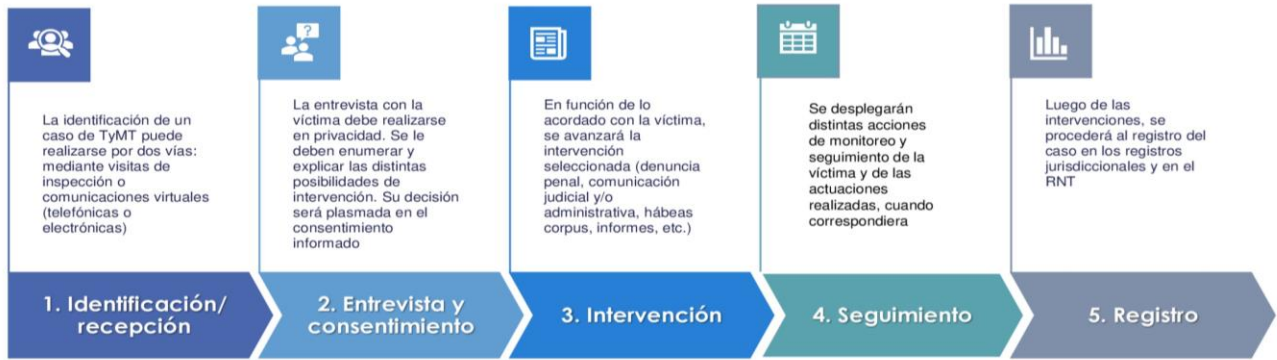 La identificación de un
caso de TyMT puede
realizarse por dos vías:
mediante visitas de
inspección o
comunicaciones virtuales
(telefónicas o
electrónicas)
1. Identificación/
recepción
?
La entrevista con la
víctima debe realizarse
en privacidad. Se le
deben enumerar y
explicar las distintas
posibilidades de
intervención. Su decisión
será plasmada en el
consentimiento
informado
2. Entrevista y
consentimiento
En función de lo
acordado con la víctima,
se avanzará la
intervención
seleccionada (denuncia
penal, comunicación
judicial y/o
administrativa, hábeas
corpus, informes, etc.)
3. Intervención
Se desplegarán
distintas acciones
de monitoreo y
seguimiento de la
víctima y de las
actuaciones
realizadas, cuando
correspondiera
4. Seguimiento
Luego de las
intervenciones, se
procederá al registro del
caso en los registros
jurisdiccionales y en el
RNT
5. Registro